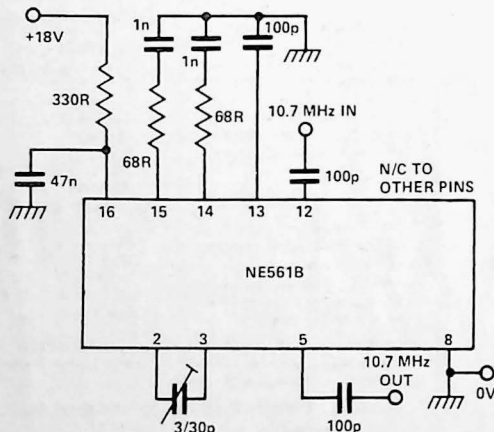 +18V
1n
1n
100p
330R
68R
68R
10.7 MHz IN
47n
100p
N/C TO
OTHER PINS
16
15
14
13
12
NE561B
2
3
5
8
10.7 MHz
OUT
0V
3/30p
100p